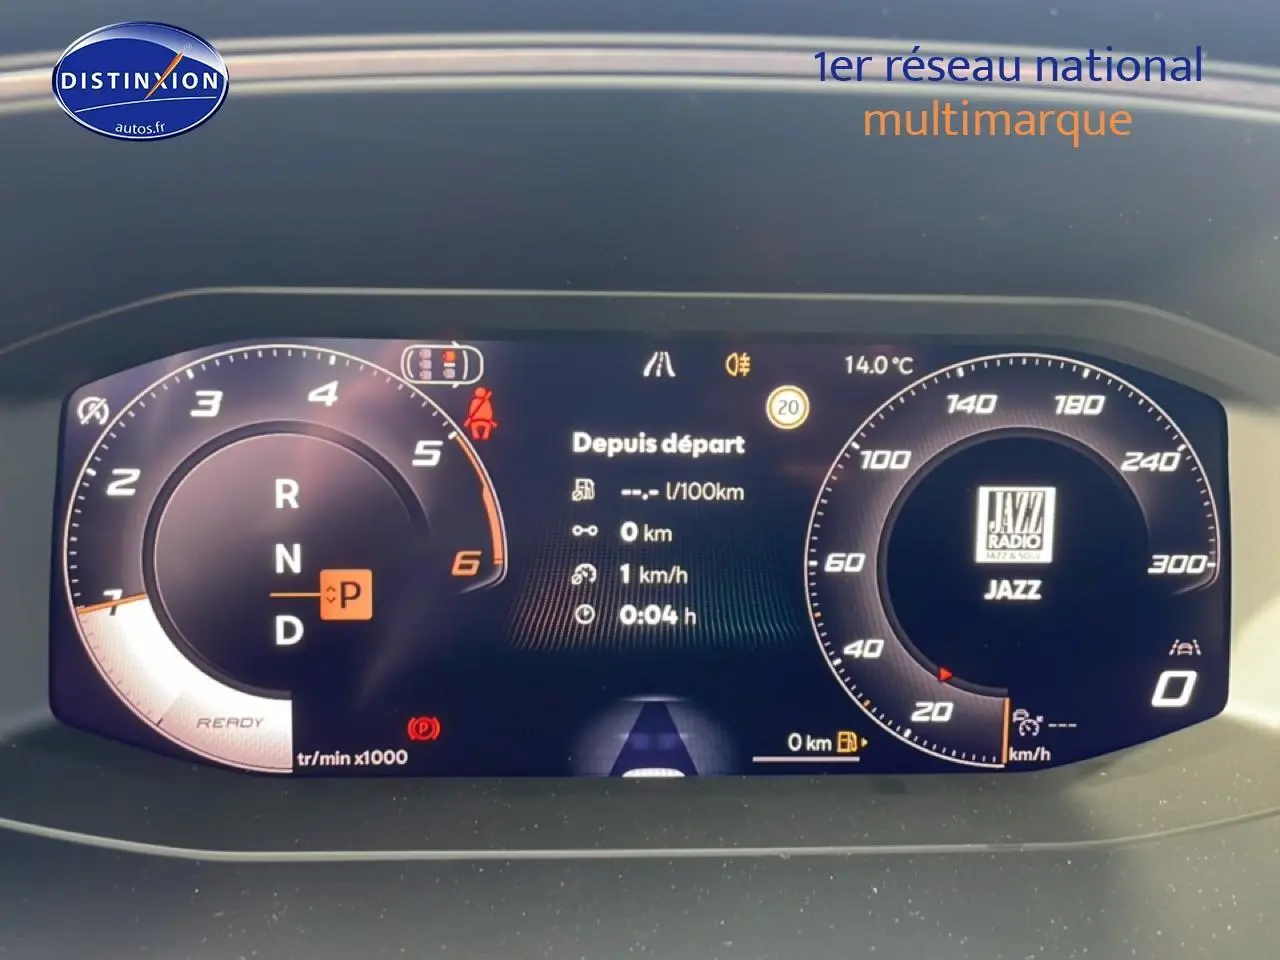 DISTINXION
autos.fr
1er réseau national
multimarque
14.0 °C
20
Depuis départ
--.- l/100km
0 km
1 km/h
0:04 h
1
2
3
4
5
6
R
N
P
D
READY
tr/min x1000
P
0 km
20
40
60
100
140
180
240
300
JAZZ
RADIO
JAZZ & SOUL
JAZZ
0
---
km/h